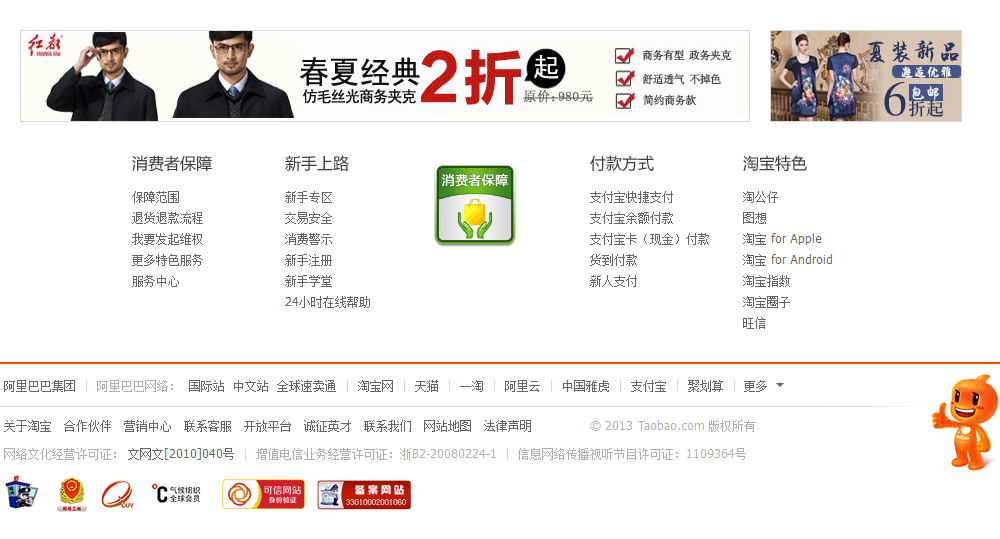 红都
春夏经典2折起
仿毛丝光商务夹克
原价:980元
商务有型 政务夹克
舒适透气 不掉色
简约商务款
夏装新品
邂逅优雅
6折起
包邮
消费者保障
保障范围
退货退款流程
我要发起维权
更多特色服务
服务中心
新手上路
新手专区
交易安全
消费警示
新手注册
新手学堂
24小时在线帮助
消费者保障
付款方式
支付宝快捷支付
支付宝余额付款
支付宝卡（现金）付款
货到付款
新人支付
淘宝特色
淘公仔
图想
淘宝 for Apple
淘宝 for Android
淘宝指数
淘宝圈子
旺信
阿里巴巴集团 | 阿里巴巴网络： 国际站 中文站 全球速卖通 | 淘宝网 | 天猫 | 一淘 | 阿里云 | 中国雅虎 | 支付宝 | 聚划算 | 更多
关于淘宝 合作伙伴 营销中心 联系客服 开放平台 诚征英才 联系我们 网站地图 法律声明 © 2013 Taobao.com 版权所有
网络文化经营许可证： 文网文[2010]040号 | 增值电信业务经营许可证：浙B2-20080224-1 | 信息网络传播视听节目许可证：1109364号
CUV
℃ 气候组织
全球会员
可信网站
身份验证
备案网站
33010002001060